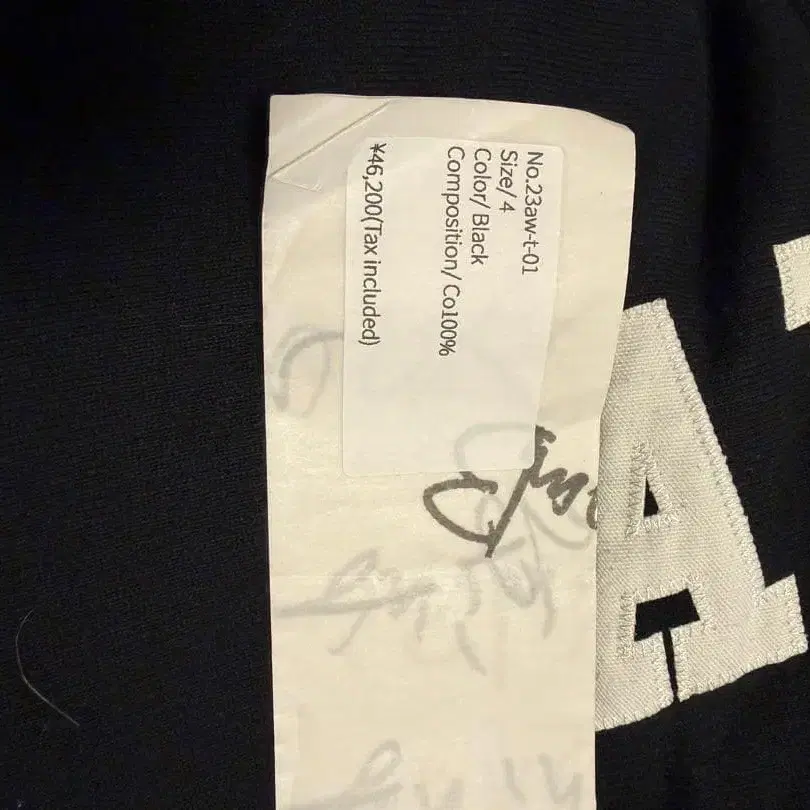 No.23aw-t-01
Size/ 4
Color/ Black
Composition/ Co100%
¥46,200(Tax included)
A